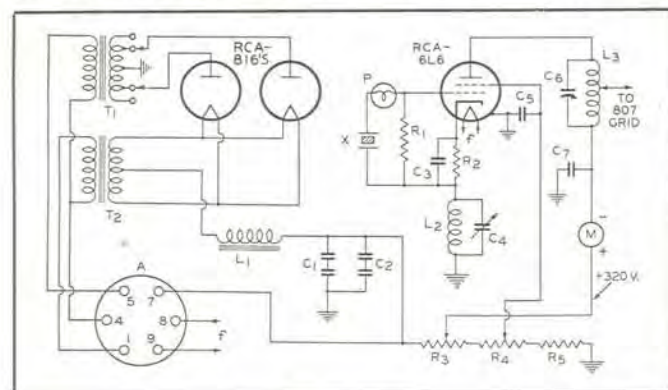 RCA-
816'S
RCA-
6L6
T1
T2
P
X
R1
C3
R2
f
C5
L2
C4
C6
L3
TO
807
GRID
C7
M
-
+
+320 V.
L1
C1
C2
A
5
7
4
8
1
9
f
R3
R4
R5